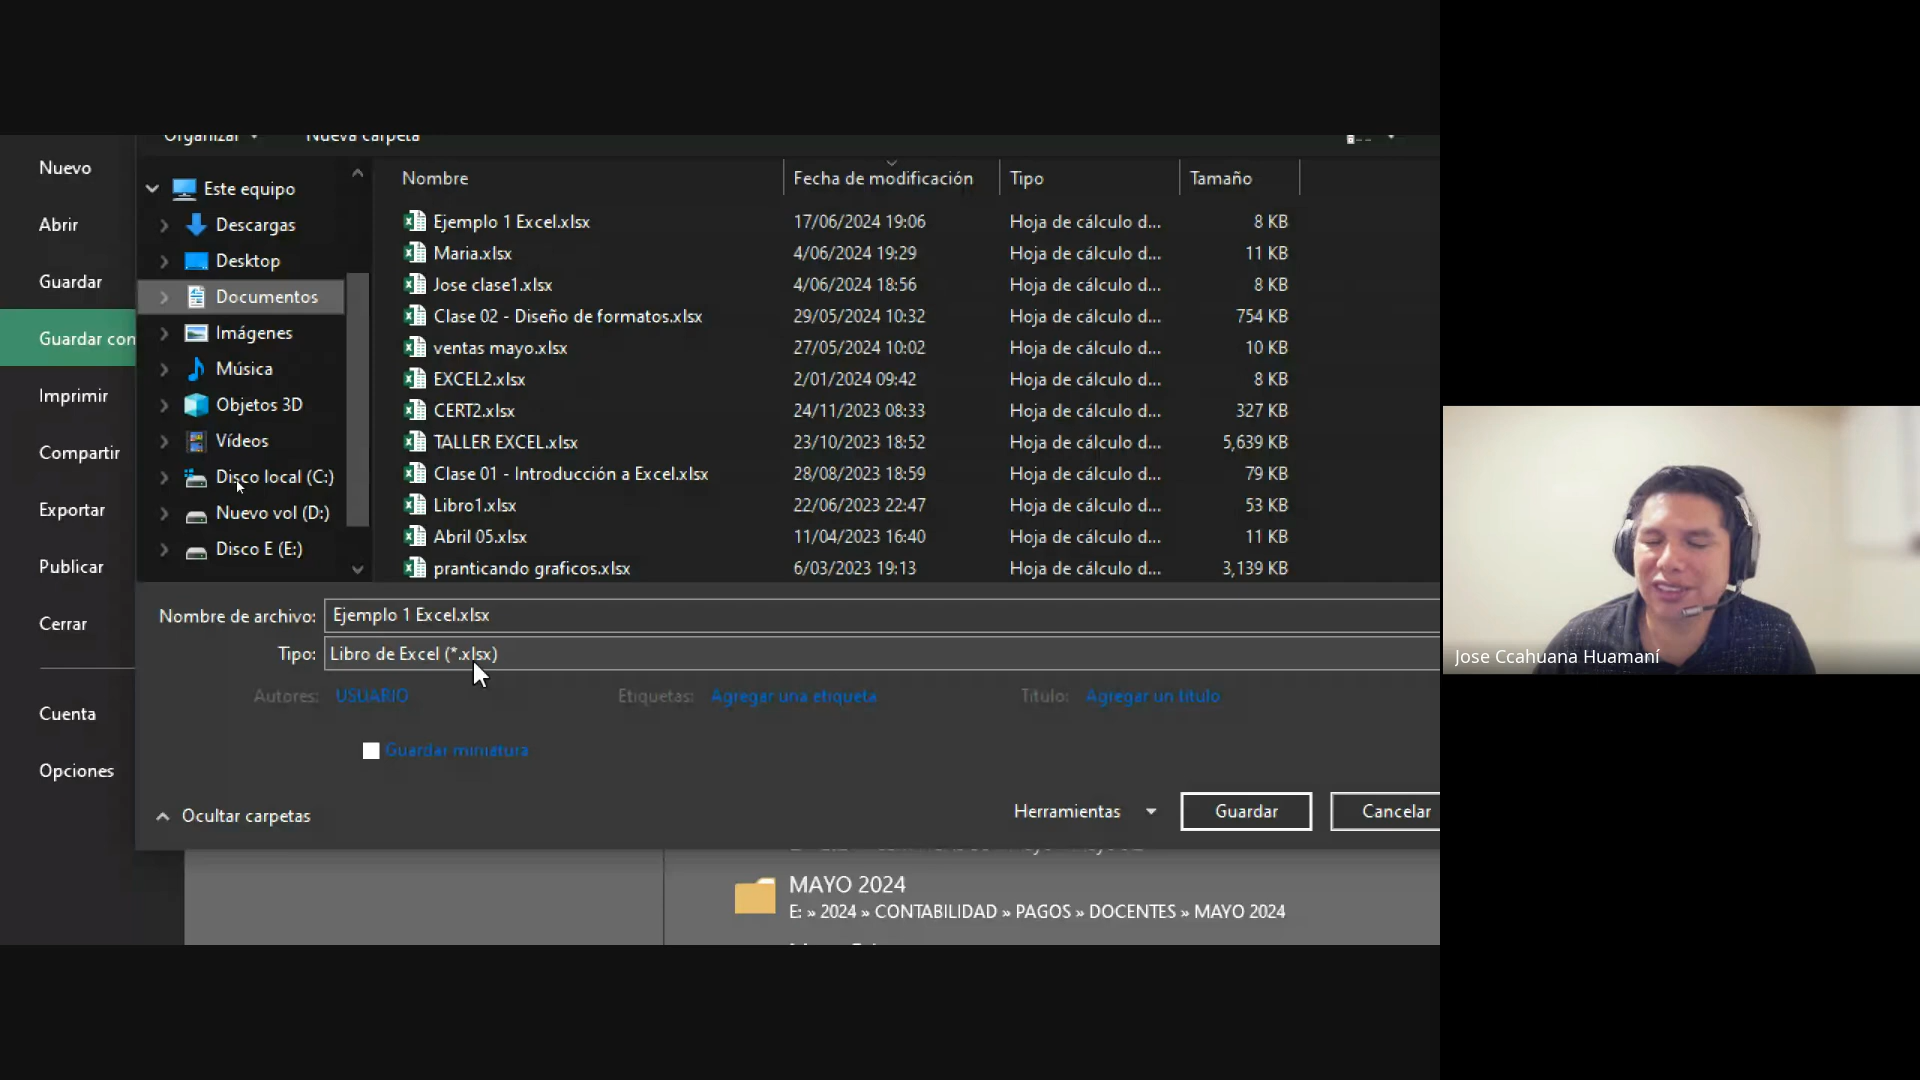 Organizar
Nueva carpeta
Nuevo
Abrir
Guardar
Guardar con
Imprimir
Compartir
Exportar
Publicar
Cerrar
Cuenta
Opciones
Este equipo
Descargas
Desktop
Documentos
Imágenes
Música
Objetos 3D
Vídeos
Disco local (C:)
Nuevo vol (D:)
Disco E (E:)
Nombre Fecha de modificación Tipo Tamaño
Ejemplo 1 Excel.xlsx 17/06/2024 19:06 Hoja de cálculo d... 8 KB
Maria.xlsx 4/06/2024 19:29 Hoja de cálculo d... 11 KB
Jose clase1.xlsx 4/06/2024 18:56 Hoja de cálculo d... 8 KB
Clase 02 - Diseño de formatos.xlsx 29/05/2024 10:32 Hoja de cálculo d... 754 KB
ventas mayo.xlsx 27/05/2024 10:02 Hoja de cálculo d... 10 KB
EXCEL2.xlsx 2/01/2024 09:42 Hoja de cálculo d... 8 KB
CERT2.xlsx 24/11/2023 08:33 Hoja de cálculo d... 327 KB
TALLER EXCEL.xlsx 23/10/2023 18:52 Hoja de cálculo d... 5,639 KB
Clase 01 - Introducción a Excel.xlsx 28/08/2023 18:59 Hoja de cálculo d... 79 KB
Libro1.xlsx 22/06/2023 22:47 Hoja de cálculo d... 53 KB
Abril 05.xlsx 11/04/2023 16:40 Hoja de cálculo d... 11 KB
pranticando graficos.xlsx 6/03/2023 19:13 Hoja de cálculo d... 3,139 KB
Nombre de archivo: Ejemplo 1 Excel.xlsx
Tipo: Libro de Excel (*.xlsx)
Autores: USUARIO Etiquetas: Agregar una etiqueta Título: Agregar un título
Guardar miniatura
Ocultar carpetas
Herramientas Guardar Cancelar
MAYO 2024
E: » 2024 » CONTABILIDAD » PAGOS » DOCENTES » MAYO 2024
Jose Ccahuana Huamaní